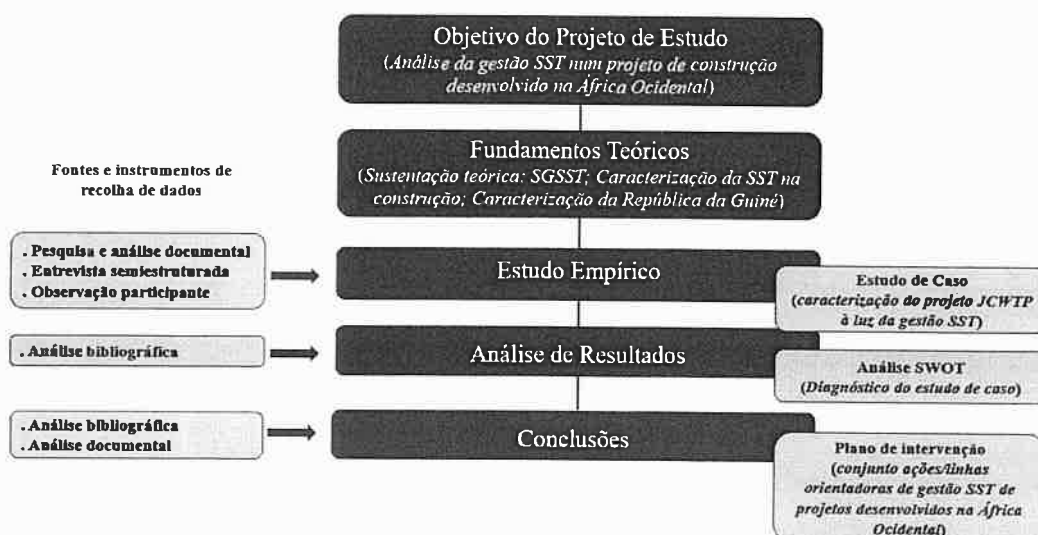 Objetivo do Projeto de Estudo
(Análise da gestão SST num projeto de construção
desenvolvido na África Ocidental)
Fundamentos Teóricos
(Sustentação teórica: SGSST; Caracterização da SST na
construção; Caracterização da República da Guiné)
Fontes e instrumentos de
recolha de dados
. Pesquisa e análise documental
. Entrevista semiestruturada
. Observação participante
Estudo Empírico
Estudo de Caso
(caracterização do projeto JCWTP
à luz da gestão SST)
. Análise bibliográfica
Análise de Resultados
Análise SWOT
(Diagnóstico do estudo de caso)
. Análise bibliográfica
. Análise documental
Conclusões
Plano de intervenção
(conjunto ações/linhas
orientadoras de gestão SST de
projetos desenvolvidos na África
Ocidental)